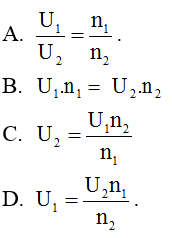 A. U₁/U₂ = n₁/n₂ .
B. U₁.n₁ = U₂.n₂
C. U₂ = U₁n₂/n₁
D. U₁ = U₂n₁/n₂ .